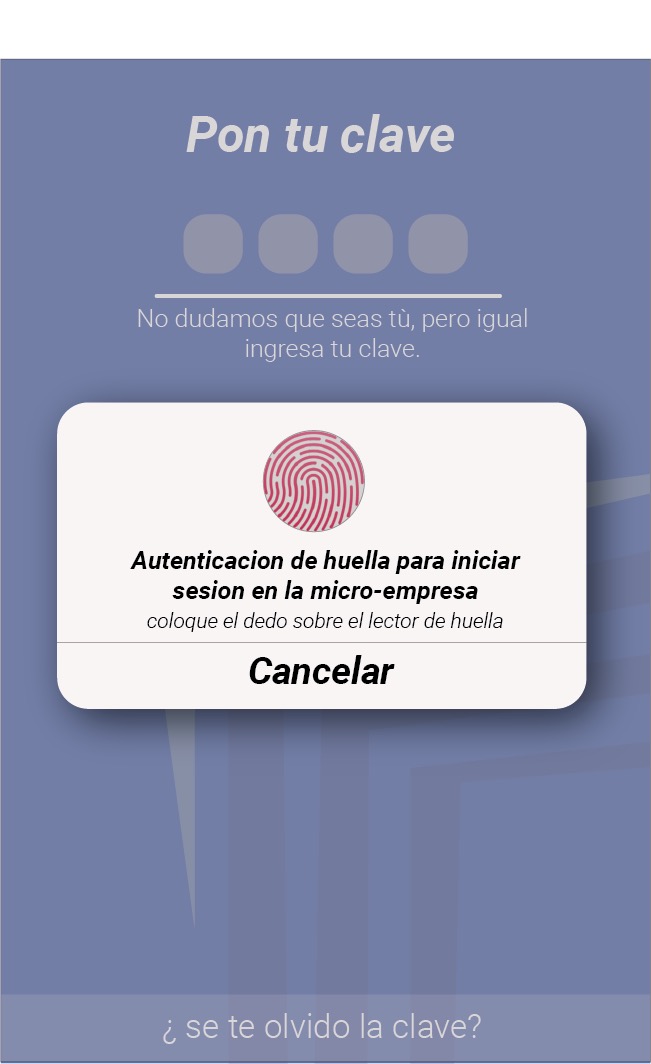 Pon tu clave
No dudamos que seas tù, pero igual
ingresa tu clave.
Autenticacion de huella para iniciar
sesion en la micro-empresa
coloque el dedo sobre el lector de huella
Cancelar
¿ se te olvido la clave?